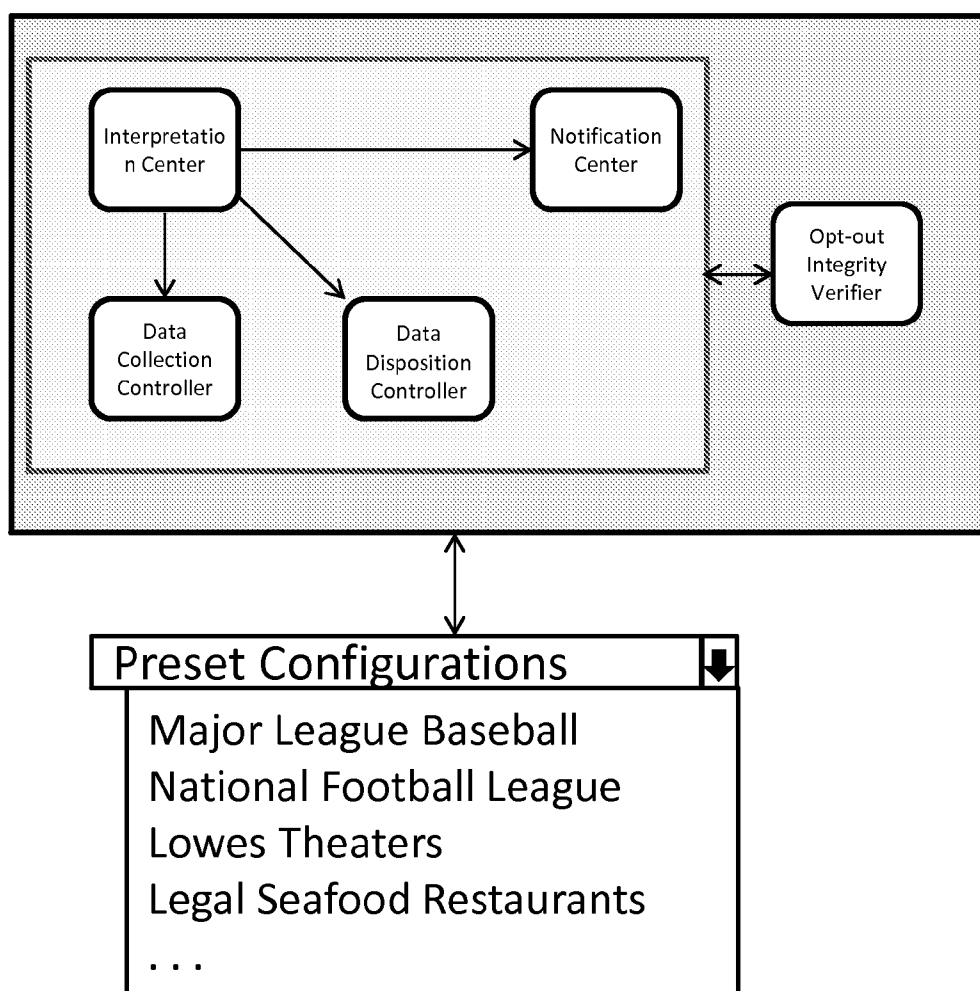 Interpretatio
n Center
Notification
Center
Opt-out
Integrity
Verifier
Data
Collection
Controller
Data
Disposition
Controller
Preset Configurations
Major League Baseball
National Football League
Lowes Theaters
Legal Seafood Restaurants
. . .